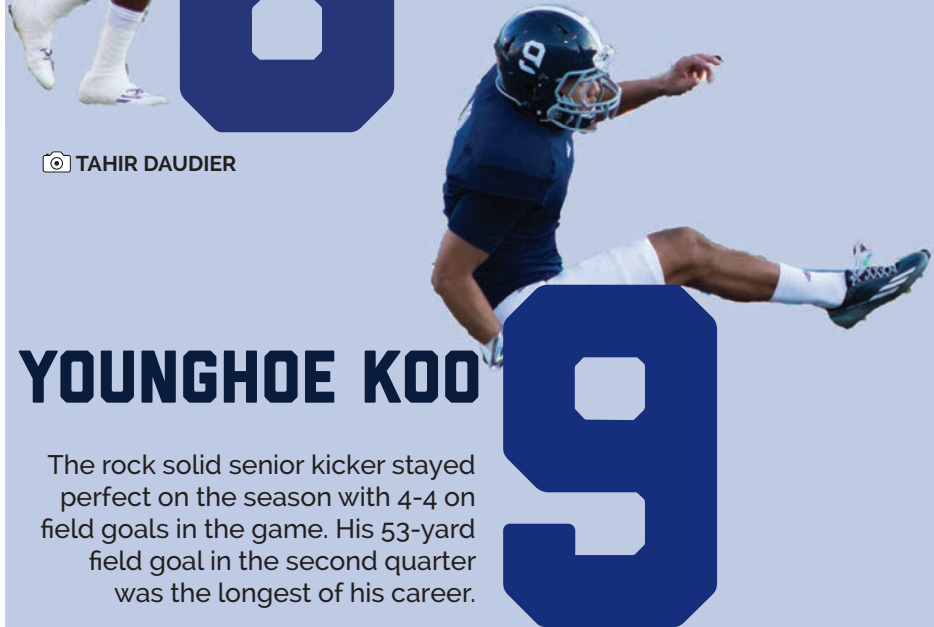 9
TAHIR DAUDIER
YOUNGHOE KOO
9
The rock solid senior kicker stayed
perfect on the season with 4-4 on
field goals in the game. His 53-yard
field goal in the second quarter
was the longest of his career.